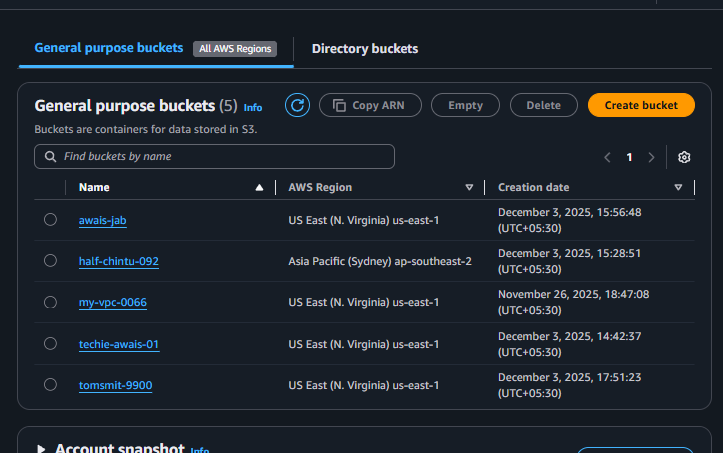 General purpose buckets All AWS Regions Directory buckets
General purpose buckets (5) Info Copy ARN Empty Delete Create bucket
Buckets are containers for data stored in S3.
Find buckets by name 1
Name AWS Region Creation date
awais-jab US East (N. Virginia) us-east-1 December 3, 2025, 15:56:48
(UTC+05:30)
half-chintu-092 Asia Pacific (Sydney) ap-southeast-2 December 3, 2025, 15:28:51
(UTC+05:30)
my-vpc-0066 US East (N. Virginia) us-east-1 November 26, 2025, 18:47:08
(UTC+05:30)
techie-awais-01 US East (N. Virginia) us-east-1 December 3, 2025, 14:42:37
(UTC+05:30)
tomsmit-9900 US East (N. Virginia) us-east-1 December 3, 2025, 17:51:23
(UTC+05:30)
Account snapshot Info